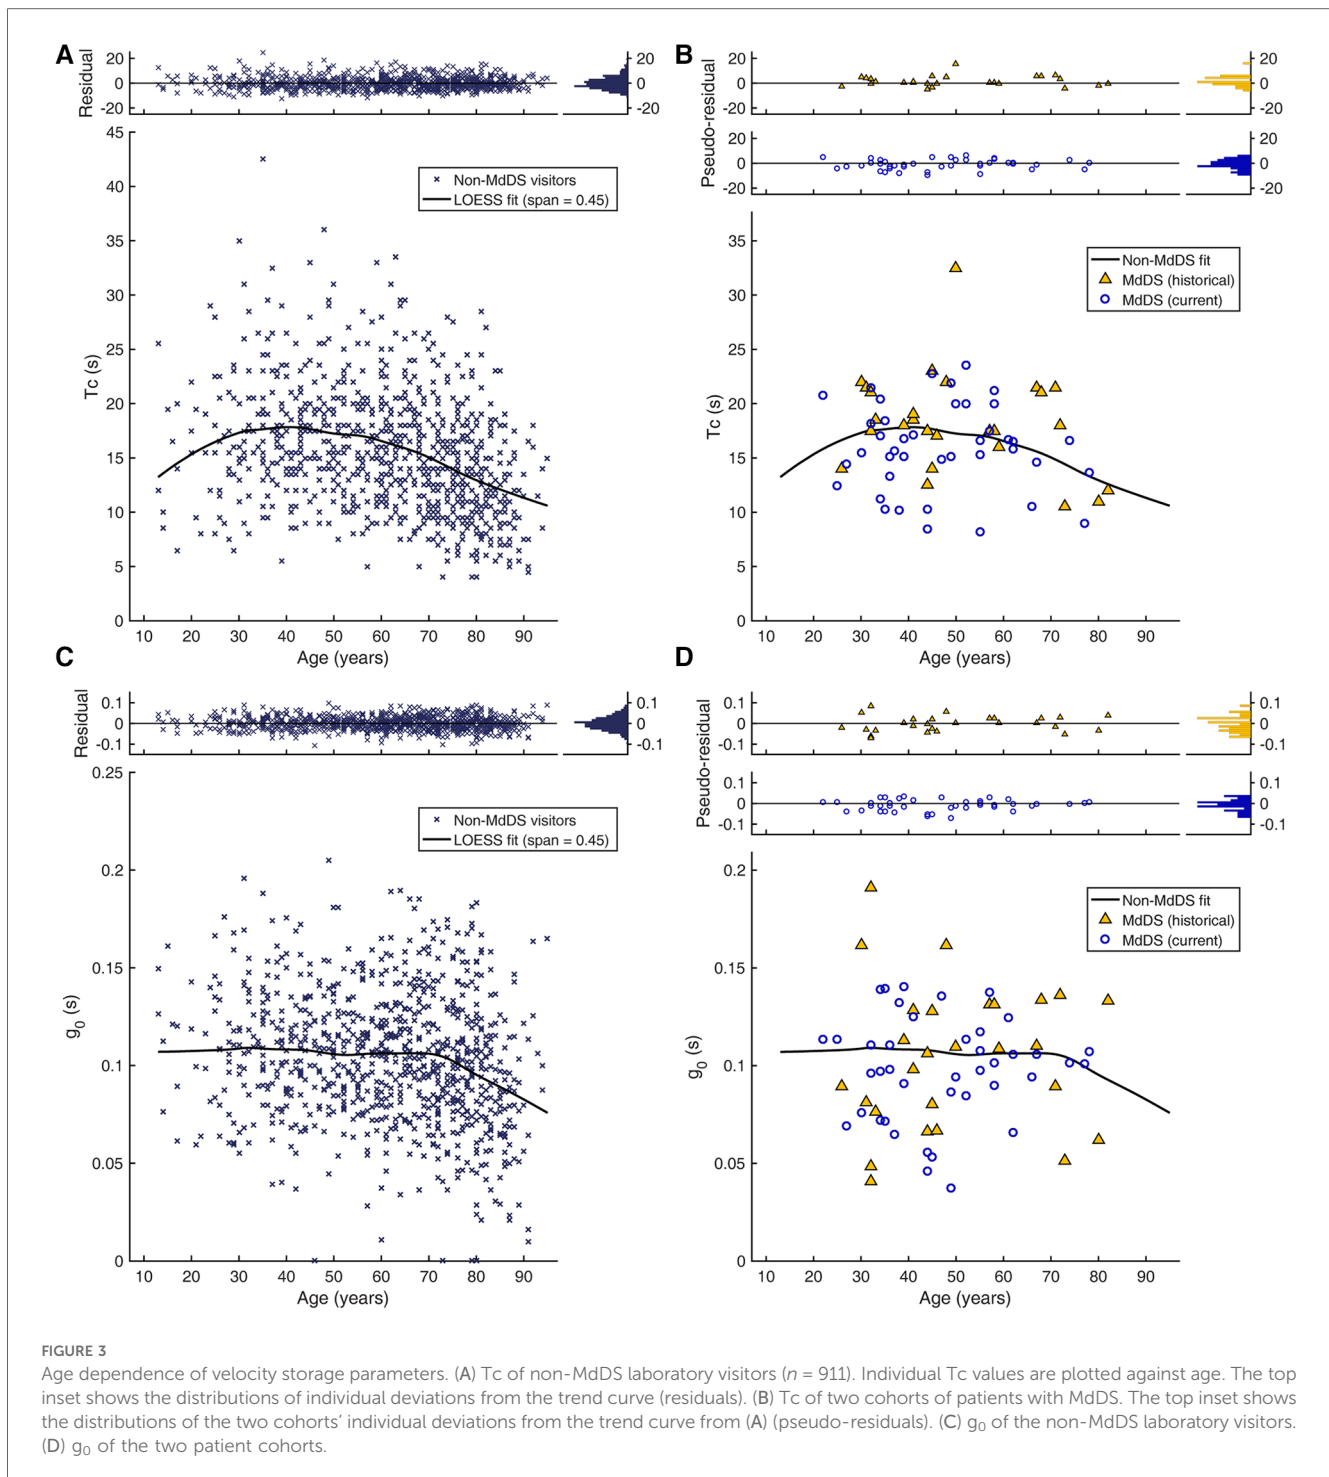 A
Residual
20
0
-20
20
0
-20
45
40
35
30
25
20
15
10
5
0
Tc (s)
Non-MdDS visitors
LOESS fit (span = 0.45)
10 20 30 40 50 60 70 80 90
Age (years)
B
Pseudo-residual
20
0
-20
20
0
-20
20
0
-20
20
0
-20
35
30
25
20
15
10
5
0
Tc (s)
Non-MdDS fit
MdDS (historical)
MdDS (current)
10 20 30 40 50 60 70 80 90
Age (years)
C
Residual
0.1
0
-0.1
0.1
0
-0.1
0.25
0.2
0.15
0.1
0.05
0
g0 (s)
Non-MdDS visitors
LOESS fit (span = 0.45)
10 20 30 40 50 60 70 80 90
Age (years)
D
Pseudo-residual
0.1
0
-0.1
0.1
0
-0.1
0.1
0
-0.1
0.1
0
-0.1
0.2
0.15
0.1
0.05
0
g0 (s)
Non-MdDS fit
MdDS (historical)
MdDS (current)
10 20 30 40 50 60 70 80 90
Age (years)
FIGURE 3
Age dependence of velocity storage parameters. (A) Tc of non-MdDS laboratory visitors (n = 911). Individual Tc values are plotted against age. The top
inset shows the distributions of individual deviations from the trend curve (residuals). (B) Tc of two cohorts of patients with MdDS. The top inset shows
the distributions of the two cohorts' individual deviations from the trend curve from (A) (pseudo-residuals). (C) g0 of the non-MdDS laboratory visitors.
(D) g0 of the two patient cohorts.